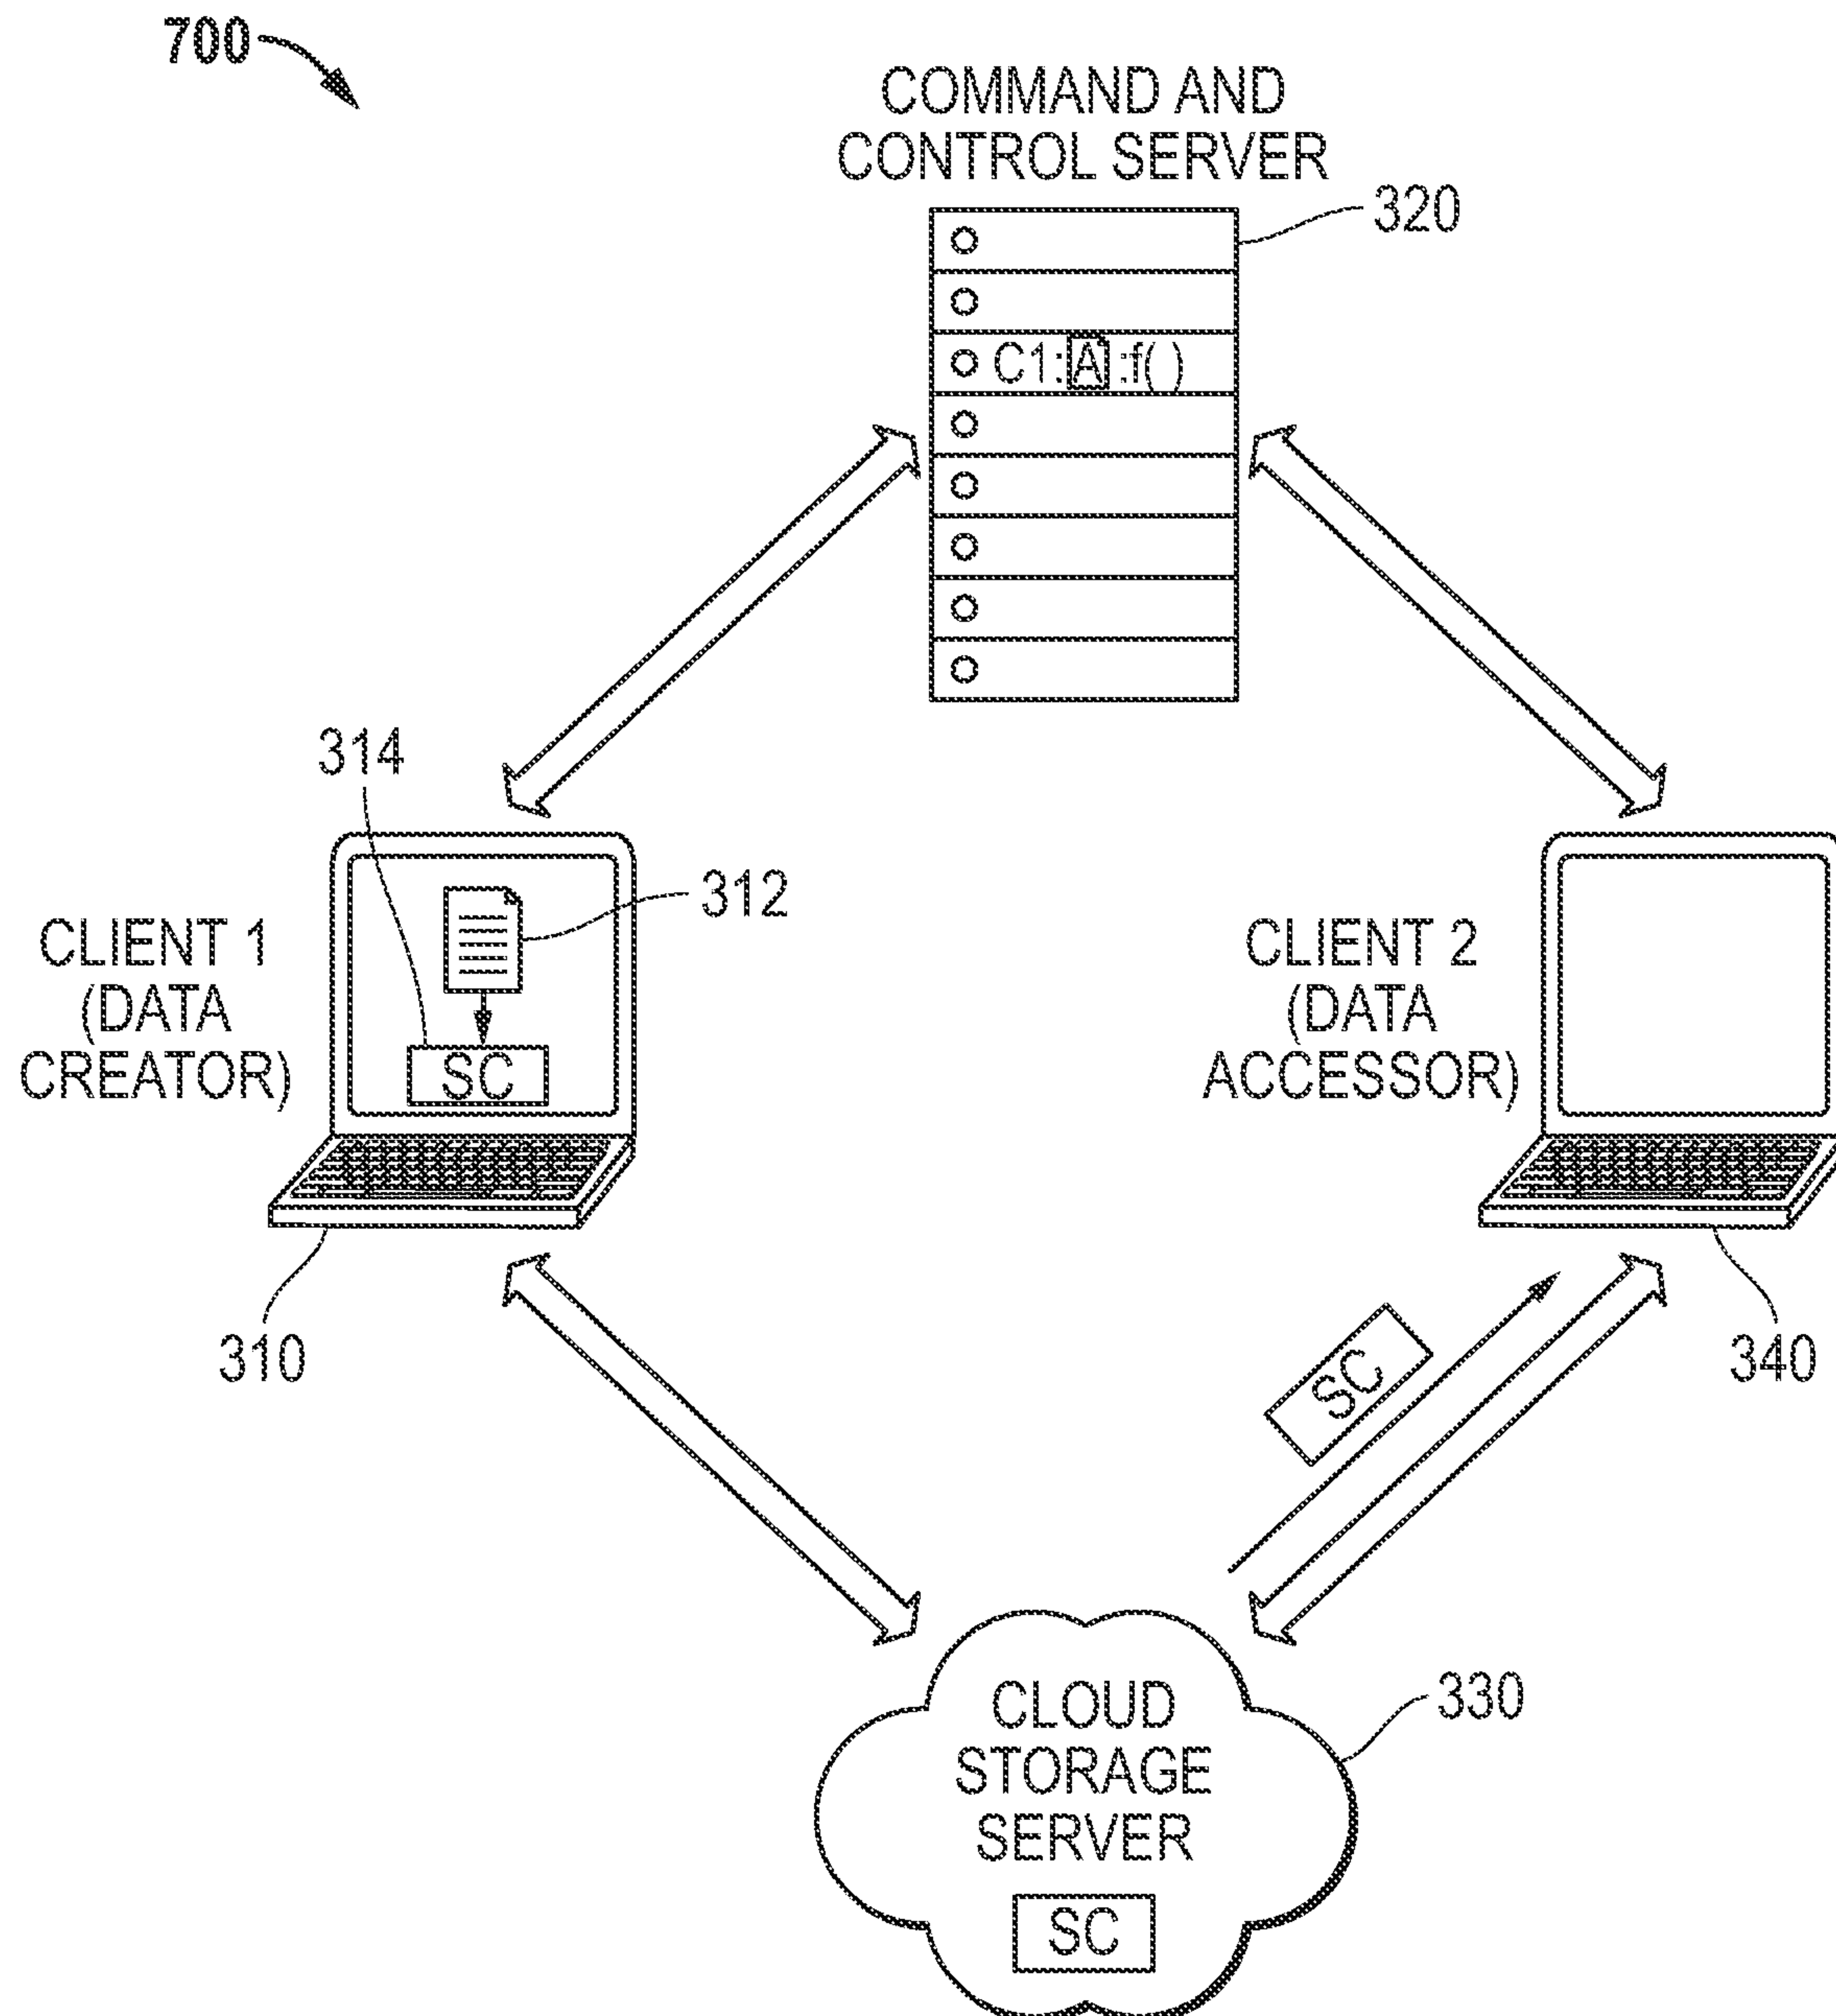 700
COMMAND AND
CONTROL SERVER
320
C1:A:f( )
314
312
CLIENT 1
(DATA
CREATOR)
SC
310
CLIENT 2
(DATA
ACCESSOR)
340
SC
CLOUD
STORAGE
SERVER
330
SC